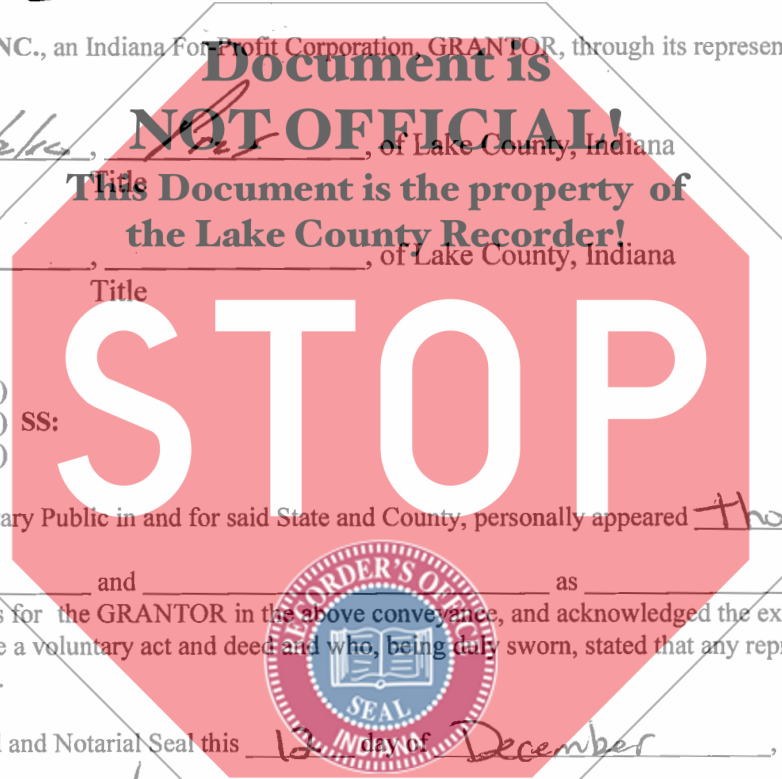 NC., an Indiana For-Profit Corporation, GRANTOR, through its represen
Document is
NOT OFFICIAL!
, Pres, of Lake County, Indiana
Title
This Document is the property of
the Lake County Recorder!
, , of Lake County, Indiana
Title
STOP
)
) SS:
)
ary Public in and for said State and County, personally appeared Tho
and as
s for the GRANTOR in the above conveyance, and acknowledged the ex
e a voluntary act and deed and who, being duly sworn, stated that any repr
.
RECORDER'S OFFICE
SEAL
INDIANA
l and Notarial Seal this 12 day of December ,